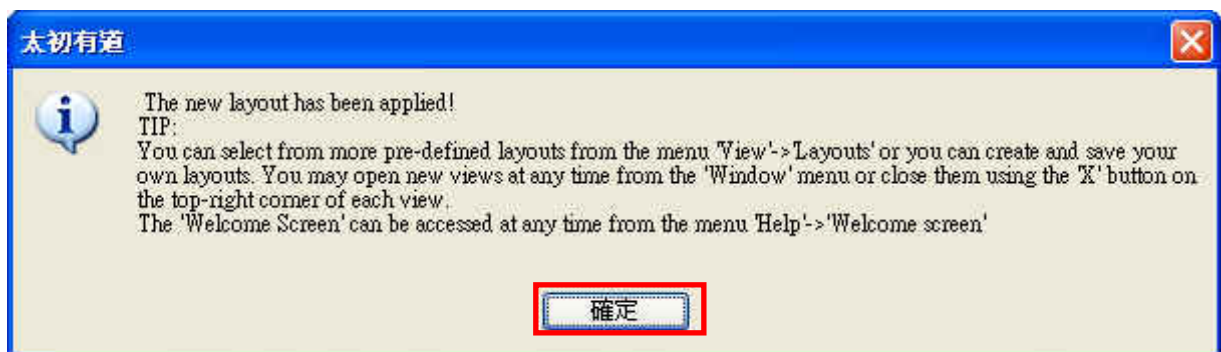 太初有道
The new layout has been applied!
TIP:
You can select from more pre-defined layouts from the menu 'View'->'Layouts' or you can create and save your
own layouts. You may open new views at any time from the 'Window' menu or close them using the 'X' button on
the top-right corner of each view.
The 'Welcome Screen' can be accessed at any time from the menu 'Help'->'Welcome screen'
確定